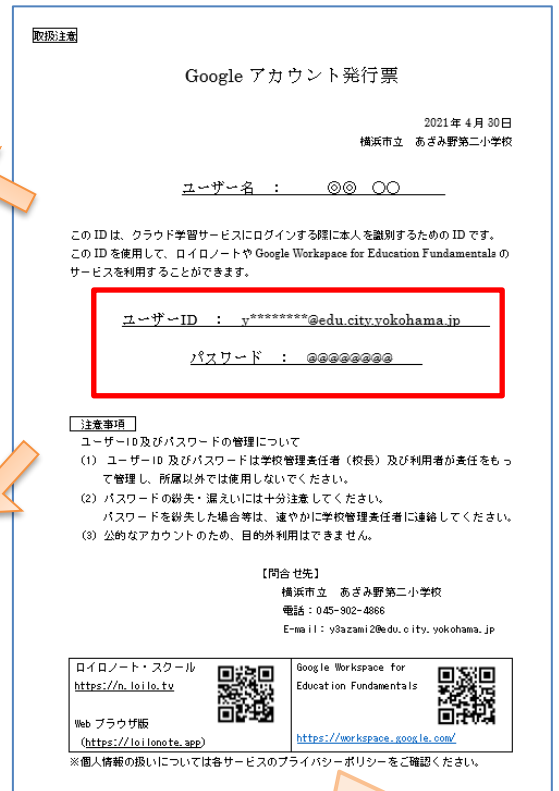 取扱注意
Google アカウント発行票
2021年 4月 30日
横浜市立 あざみ野第二小学校
ユーザー名 : ◎◎ 〇〇
この ID は、クラウド学習サービスにログインする際に本人を識別するための ID です。
この ID を使用して、ロイロノートや Google Workspace for Education Fundamentals の
サービスを利用することができます。
ユーザーID : y********@edu.city.yokohama.jp
パスワード : @@@@@@@@
注意事項
ユーザーID及びパスワードの管理について
(1) ユーザーID 及びパスワードは学校管理責任者（校長）及び利用者が責任をもっ
て管理し、所属以外では使用しないでください。
(2) パスワードの紛失・漏えいには十分注意してください。
パスワードを紛失した場合等は、速やかに学校管理責任者に連絡してください。
(3) 公的なアカウントのため、目的外利用はできません。
【問合せ先】
横浜市立 あざみ野第二小学校
電話：045-902-4866
E-mail：y3azami2@edu.city.yokohama.jp
ロイロノート・スクール
https://n.loilo.tv
Web ブラウザ版
(https://loilonote.app)
Google Workspace for
Education Fundamentals
https://workspace.google.com/
※個人情報の扱いについては各サービスのプライバシーポリシーをご確認ください。